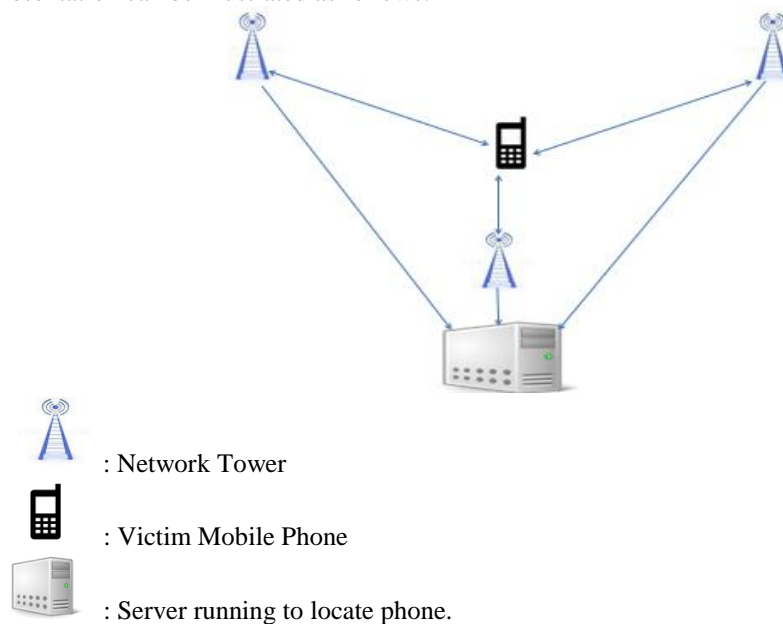 : Network Tower
: Victim Mobile Phone
: Server running to locate phone.